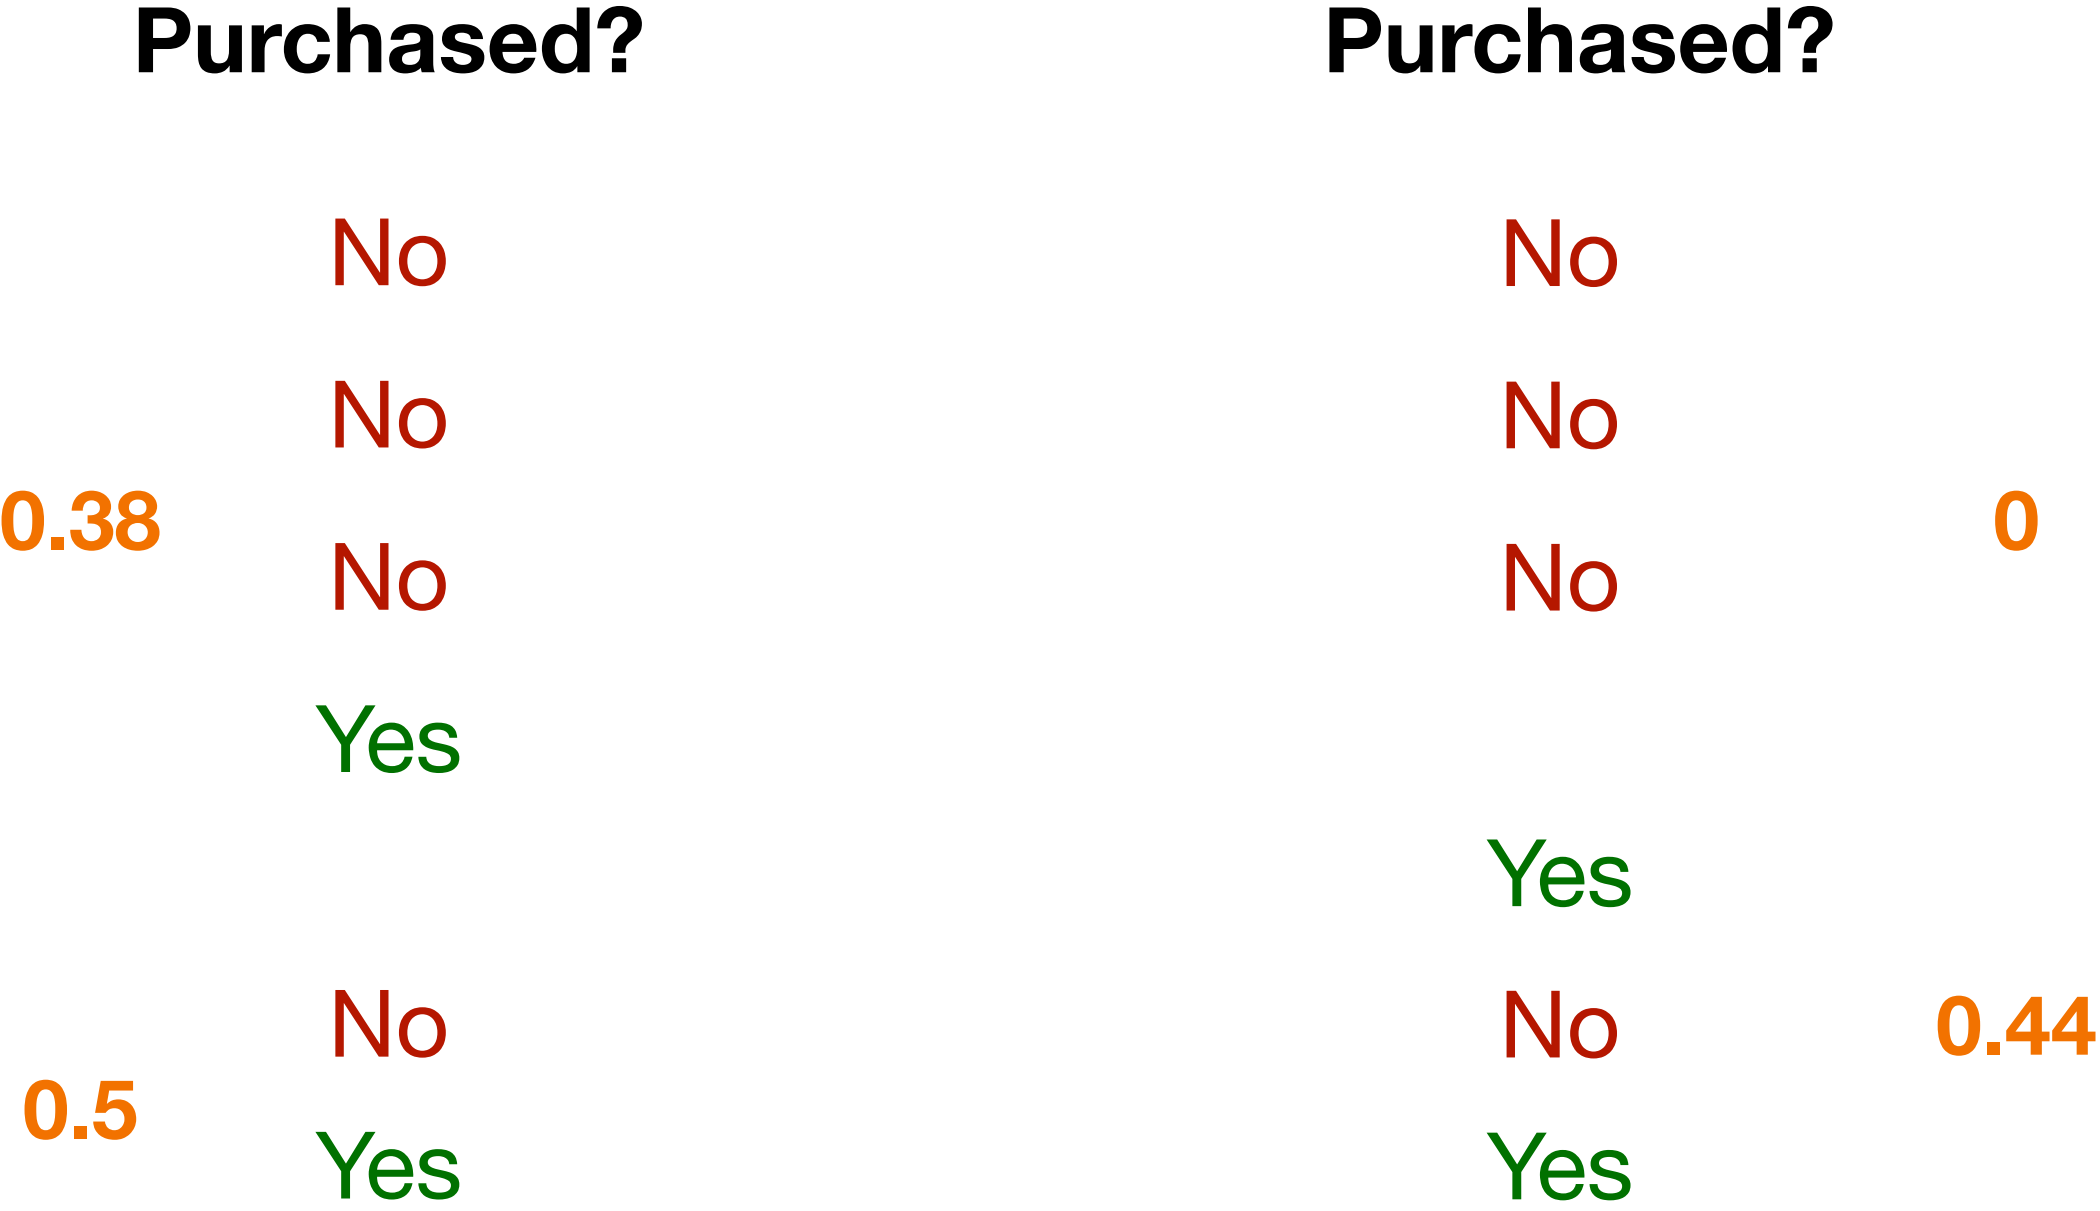 Purchased? Purchased?
No No
No No
0.38 0
No No
Yes
Yes
No No 0.44
0.5
Yes Yes